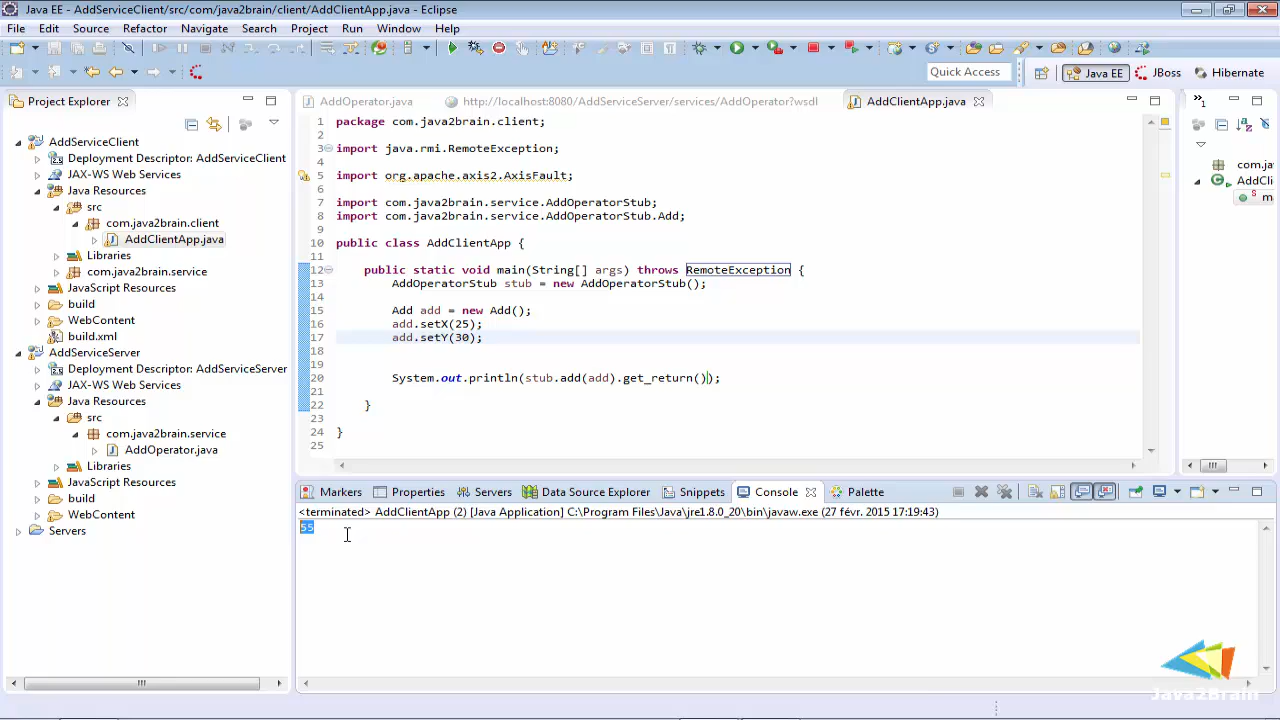 Java EE - AddServiceClient/src/com/java2brain/client/AddClientApp.java - Eclipse
File Edit Source Refactor Navigate Search Project Run Window Help
Quick Access
Java EE JBoss Hibernate
Project Explorer
AddServiceClient
Deployment Descriptor: AddServiceClient
JAX-WS Web Services
Java Resources
src
com.java2brain.client
AddClientApp.java
Libraries
com.java2brain.service
JavaScript Resources
build
WebContent
build.xml
AddServiceServer
Deployment Descriptor: AddServiceServer
JAX-WS Web Services
Java Resources
src
com.java2brain.service
AddOperator.java
Libraries
JavaScript Resources
build
WebContent
Servers
AddOperator.java http://localhost:8080/AddServiceServer/services/AddOperator?wsdl AddClientApp.java
1 package com.java2brain.client;
2
3 import java.rmi.RemoteException;
4
5 import org.apache.axis2.AxisFault;
6
7 import com.java2brain.service.AddOperatorStub;
8 import com.java2brain.service.AddOperatorStub.Add;
9
10 public class AddClientApp {
11
12 public static void main(String[] args) throws RemoteException {
13 AddOperatorStub stub = new AddOperatorStub();
14
15 Add add = new Add();
16 add.setX(25);
17 add.setY(30);
18
19
20 System.out.println(stub.add(add).get_return());
21
22 }
23
24 }
25
com.ja
AddCli
m
Markers Properties Servers Data Source Explorer Snippets Console Palette
<terminated> AddClientApp (2) [Java Application] C:\Program Files\Java\jre1.8.0_20\bin\javaw.exe (27 févr. 2015 17:19:43)
55
Java2Brain